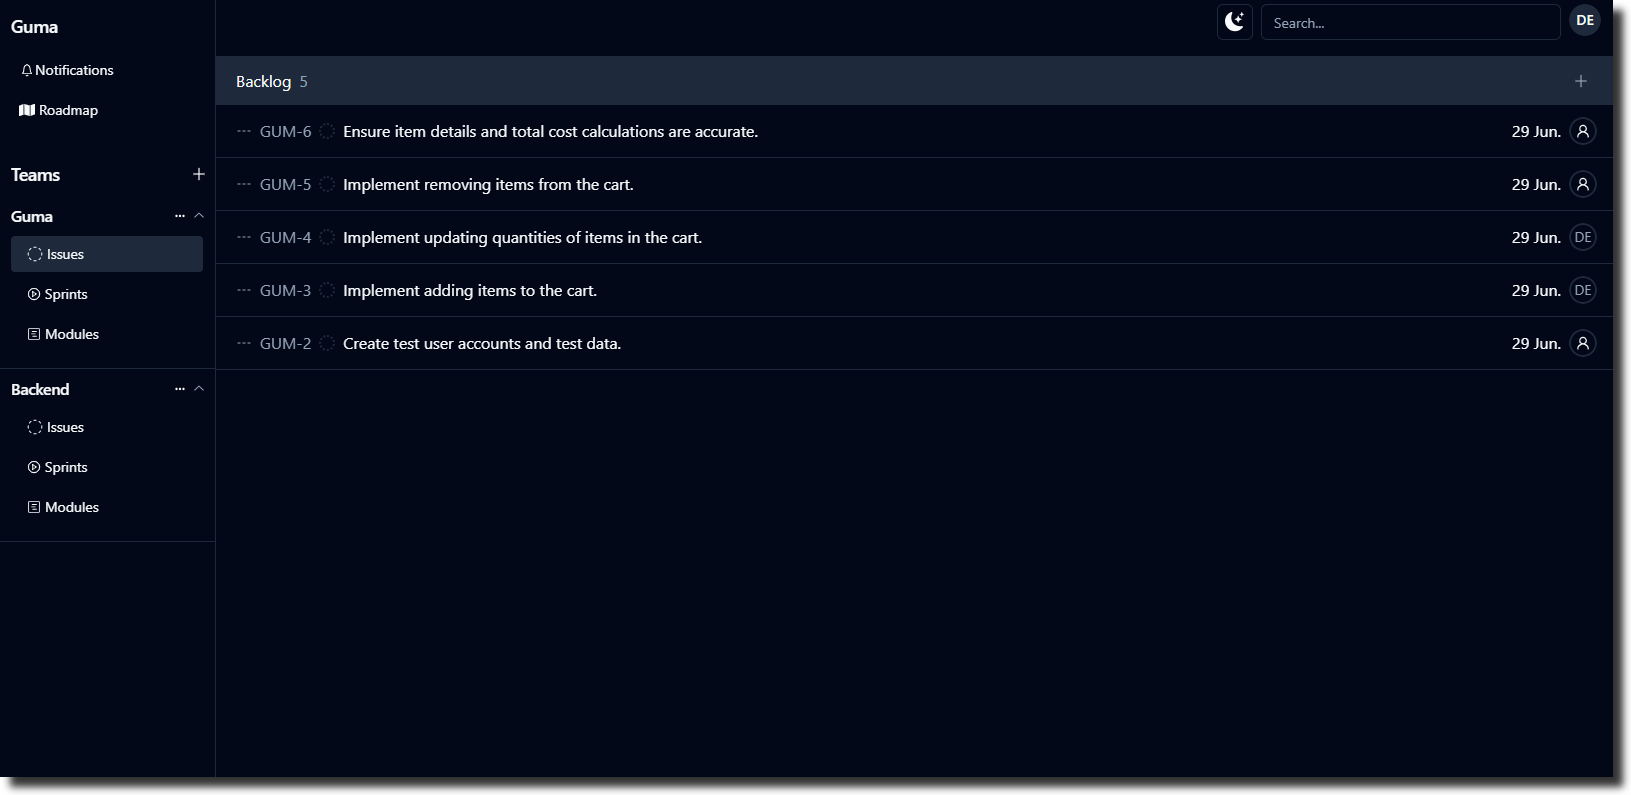 Guma
Notifications
Roadmap
Teams
Guma
Issues
Sprints
Modules
Backend
Issues
Sprints
Modules
Search...
DE
Backlog 5
GUM-6 Ensure item details and total cost calculations are accurate. 29 Jun.
GUM-5 Implement removing items from the cart. 29 Jun.
GUM-4 Implement updating quantities of items in the cart. 29 Jun. DE
GUM-3 Implement adding items to the cart. 29 Jun. DE
GUM-2 Create test user accounts and test data. 29 Jun.